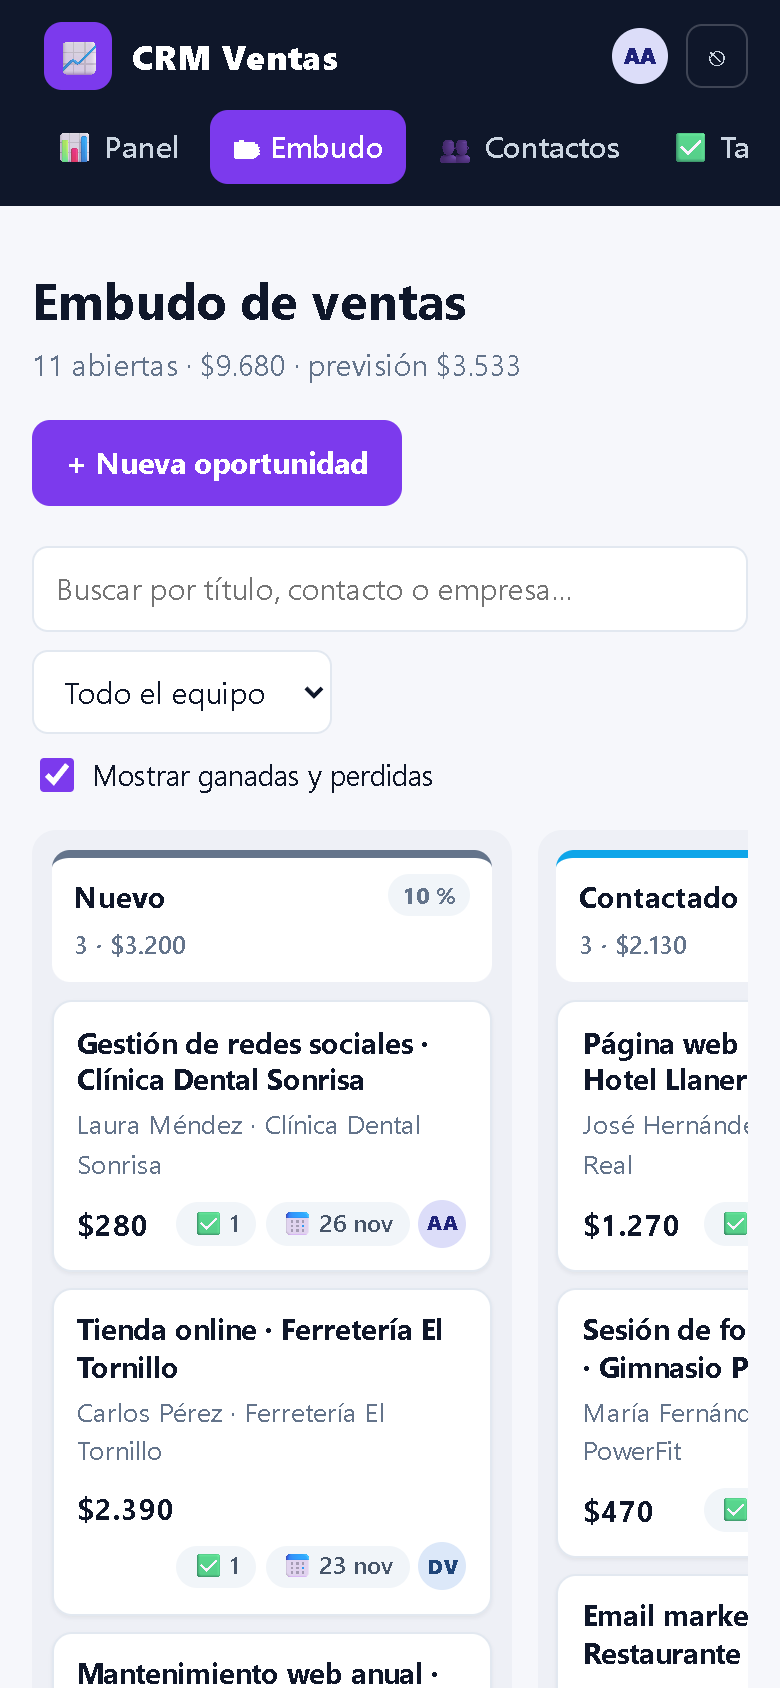 CRM Ventas
AA
Panel
Embudo
Contactos
Ta
Embudo de ventas
11 abiertas · $9.680 · previsión $3.533
+ Nueva oportunidad
Buscar por título, contacto o empresa...
Todo el equipo
Mostrar ganadas y perdidas
Nuevo
10 %
3 · $3.200
Gestión de redes sociales ·
Clínica Dental Sonrisa
Laura Méndez · Clínica Dental
Sonrisa
$280
1
26 nov
AA
Tienda online · Ferretería El
Tornillo
Carlos Pérez · Ferretería El
Tornillo
$2.390
1
23 nov
DV
Mantenimiento web anual ·
Contactado
3 · $2.130
Página web
Hotel Llaner
José Hernánde
Real
$1.270
Sesión de fo
· Gimnasio P
María Fernánd
PowerFit
$470
Email marke
Restaurante